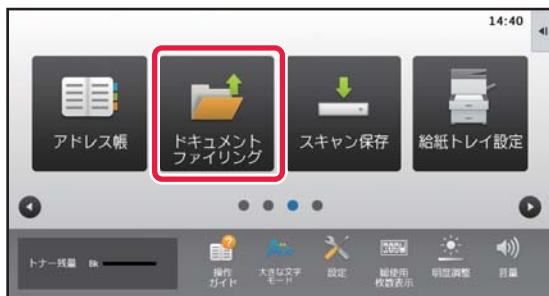 14:40
アドレス帳
ドキュメント
ファイリング
スキャン保存
給紙トレイ設定
トナー残量 Bk
操作
ガイド
大きな文字
モード
設定
総使用
枚数表示
明度調整
音量